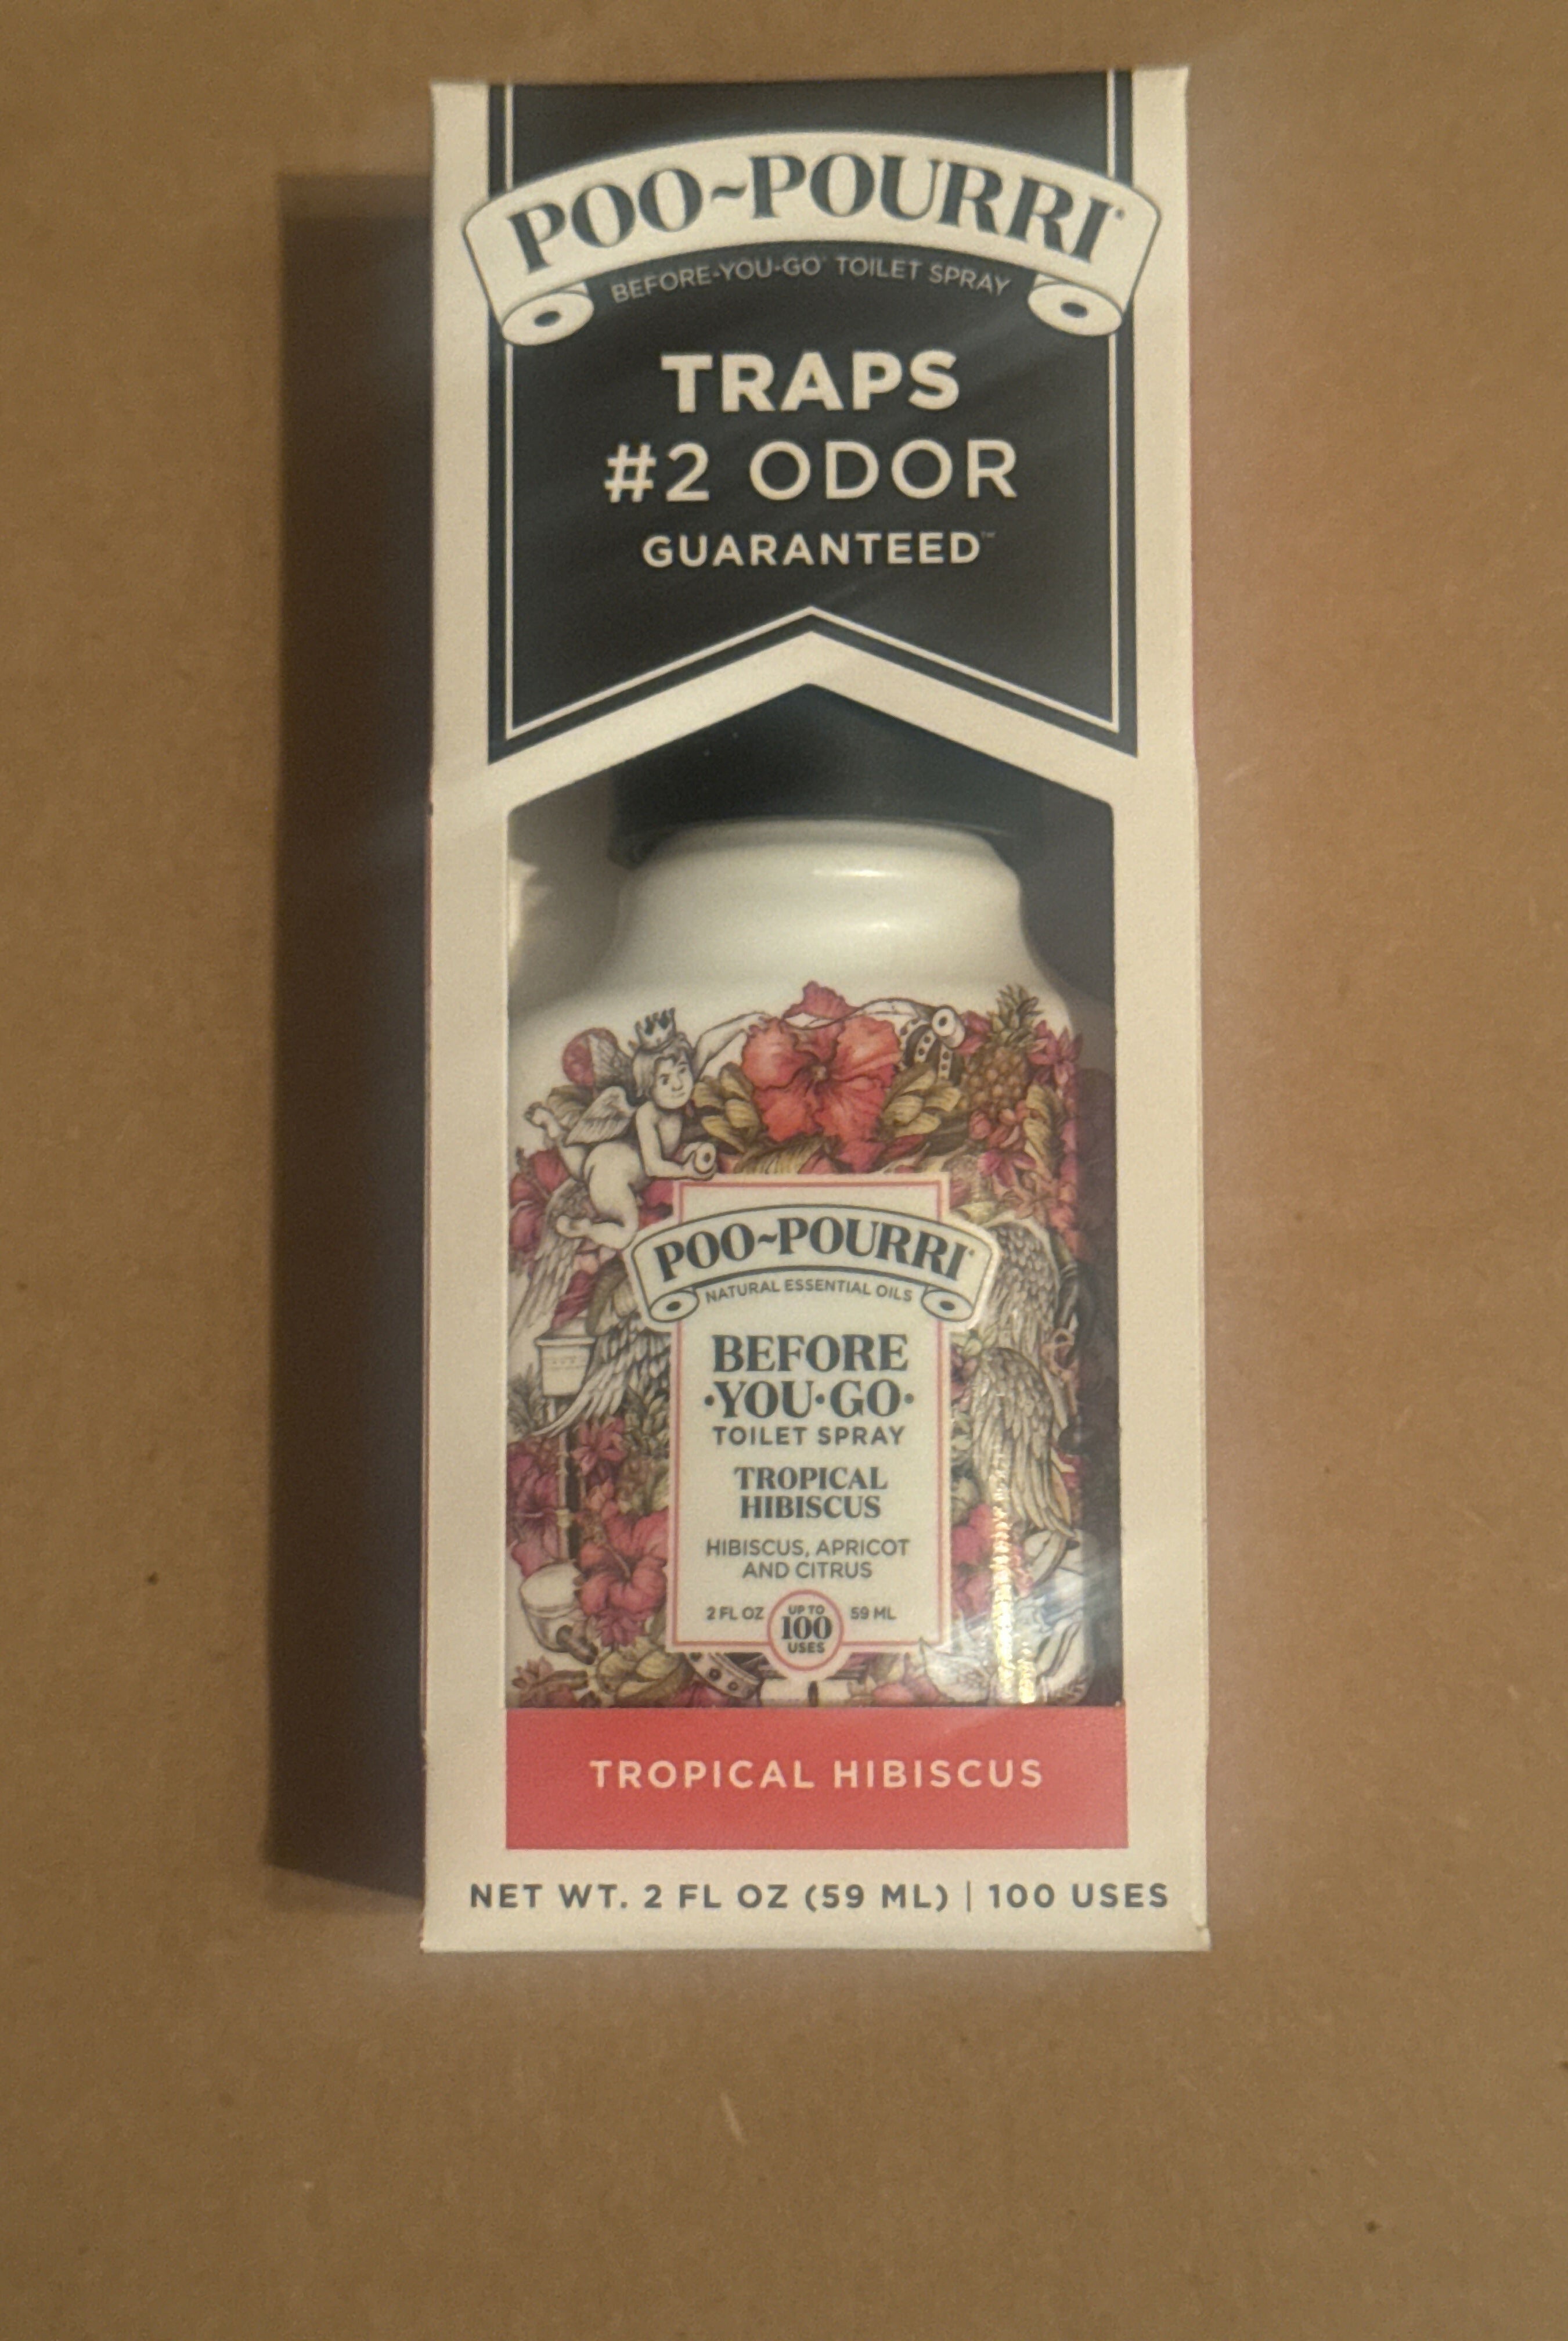 POO~POURRI®
BEFORE-YOU-GO® TOILET SPRAY
TRAPS
#2 ODOR
GUARANTEED™
POO~POURRI®
NATURAL ESSENTIAL OILS
BEFORE
·YOU·GO·
TOILET SPRAY
TROPICAL
HIBISCUS
HIBISCUS, APRICOT
AND CITRUS
2 FL OZ UP TO 100 USES 59 ML
TROPICAL HIBISCUS
NET WT. 2 FL OZ (59 ML) | 100 USES